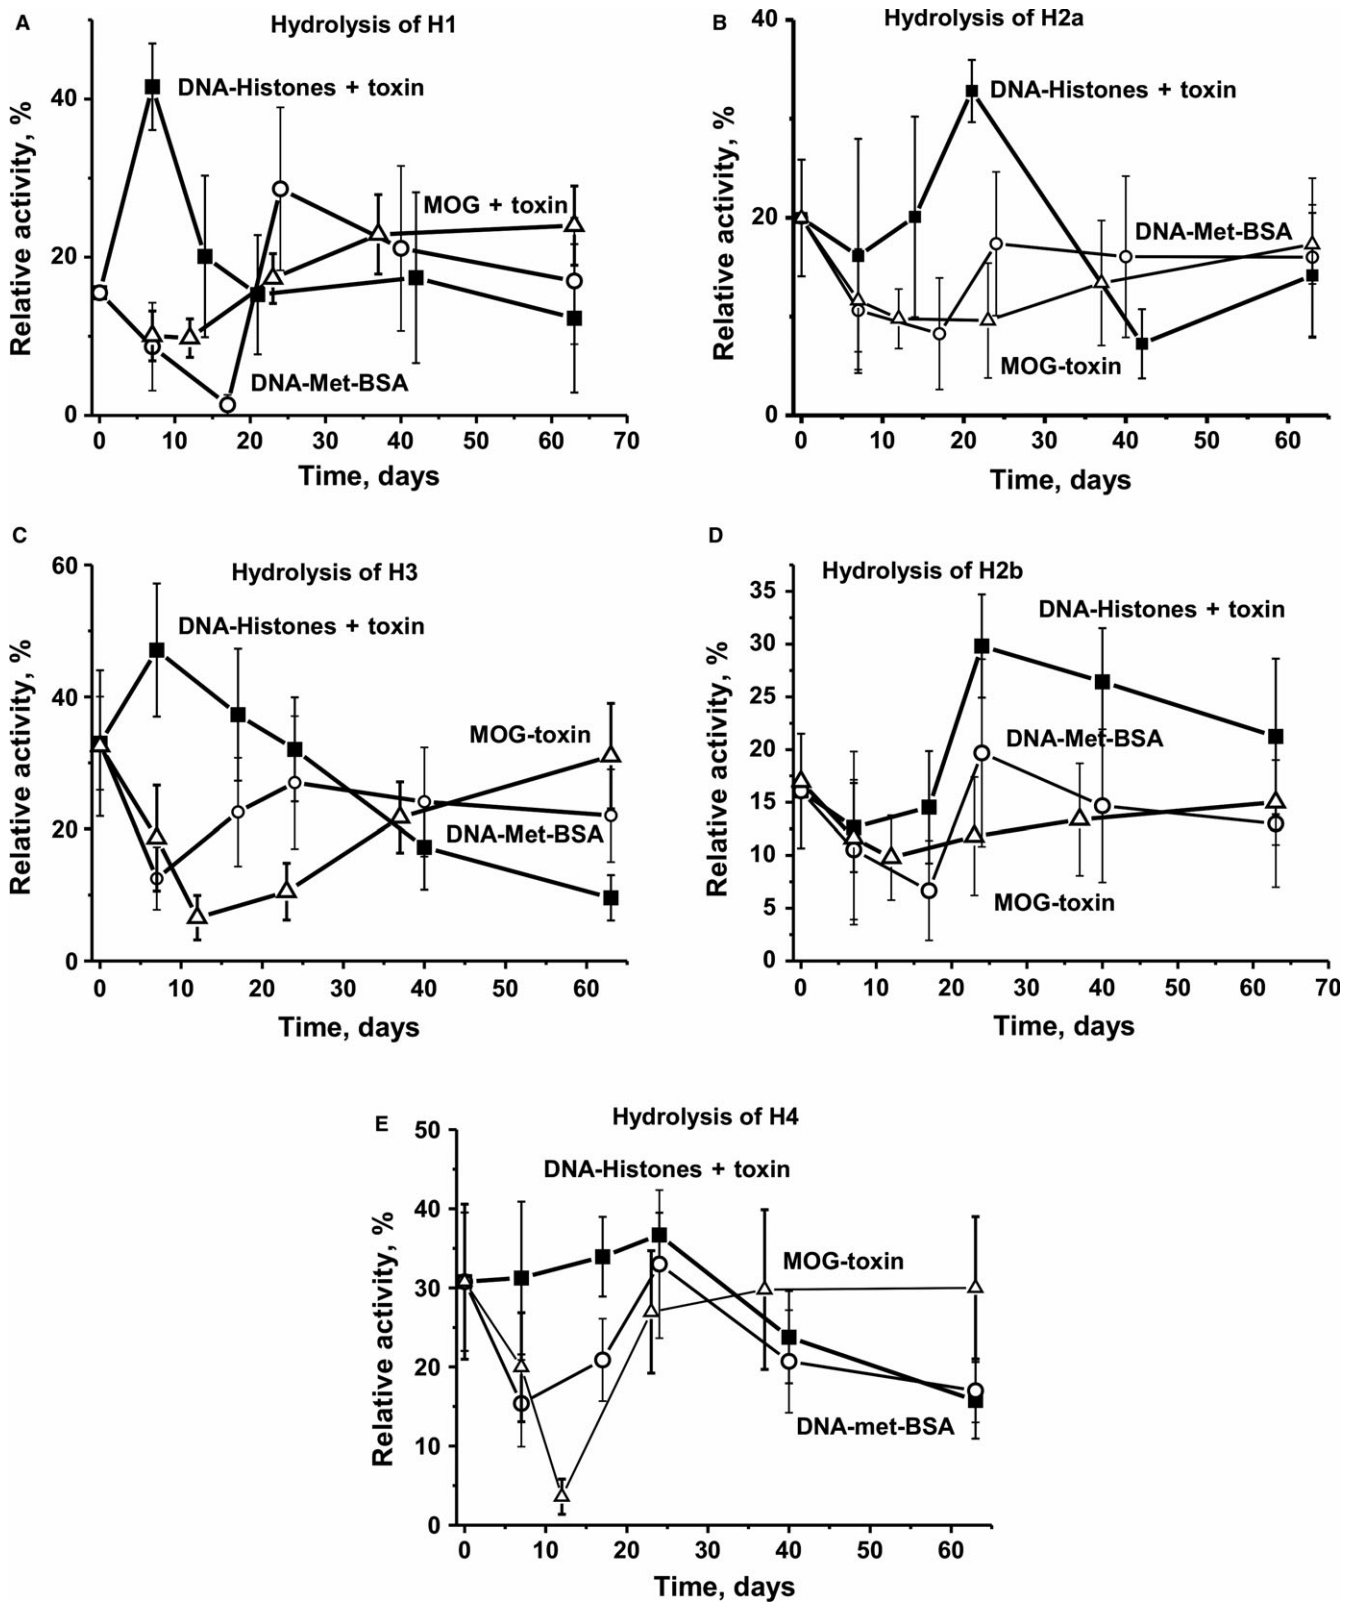 A
Hydrolysis of H1
DNA-Histones + toxin
MOG + toxin
DNA-Met-BSA
Relative activity, %
40
20
0
0 10 20 30 40 50 60 70
Time, days
B
Hydrolysis of H2a
DNA-Histones + toxin
DNA-Met-BSA
MOG-toxin
Relative activity, %
40
20
0
0 10 20 30 40 50 60
Time, days
C
Hydrolysis of H3
DNA-Histones + toxin
MOG-toxin
DNA-Met-BSA
Relative activity, %
60
40
20
0
0 10 20 30 40 50 60
Time, days
D
Hydrolysis of H2b
DNA-Histones + toxin
DNA-Met-BSA
MOG-toxin
Relative activity, %
35
30
25
20
15
10
5
0
0 10 20 30 40 50 60 70
Time, days
E
Hydrolysis of H4
DNA-Histones + toxin
MOG-toxin
DNA-met-BSA
Relative activity, %
50
40
30
20
10
0
0 10 20 30 40 50 60
Time, days